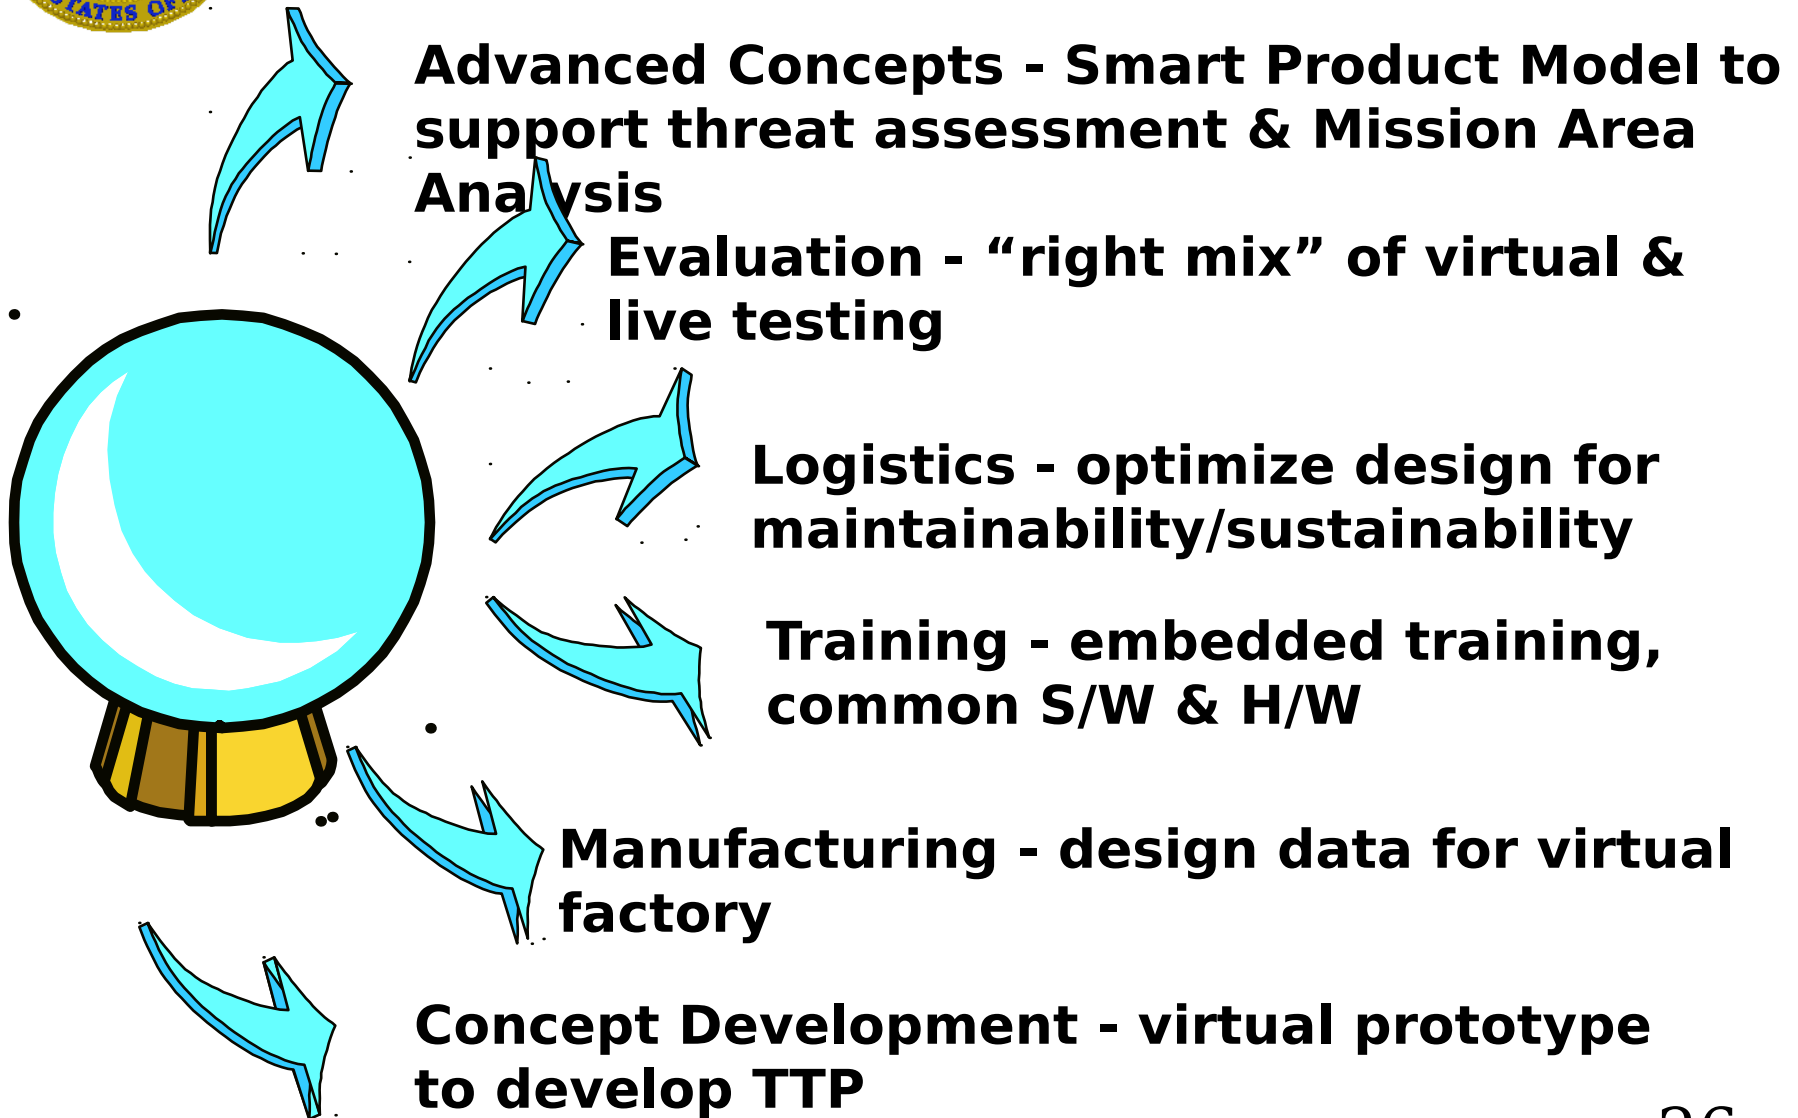 STATES OF
Advanced Concepts - Smart Product Model to
support threat assessment & Mission Area
Analysis
Evaluation - “right mix” of virtual &
live testing
Logistics - optimize design for
maintainability/sustainability
Training - embedded training,
common S/W & H/W
Manufacturing - design data for virtual
factory
Concept Development - virtual prototype
to develop TTP